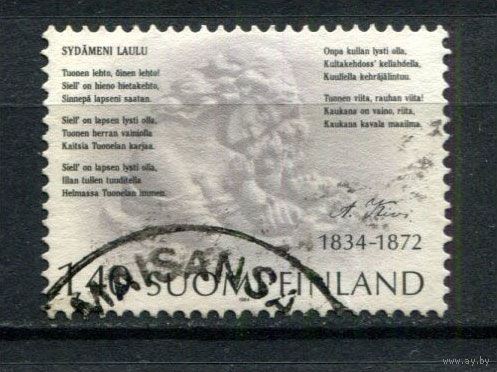 SYDÄMENI LAULU
Tuonen lehto, öinen lehto!
Siell' on hieno hietakehto,
Sinnepä lapseni saatan.
Siell' on lapsen lysti olla,
Tuonen herran vainiolla
Kaitsia Tuonelan karjaa.
Siell' on lapsen lysti olla,
Illan tullen tuuditella
Helmassa Tuonelan immen.
Onpa kullan lysti olla,
Kultakehdoss' kellahdella,
Kuullella kehräjälintuu.
Tuonen viita, rauhan viita!
Kaukana on vaino, riita,
Kaukana kavala maailma.
A. Kivi
1834-1872
1.40 SUOMI FINLAND
1984
MAISANSA
www.ay.by